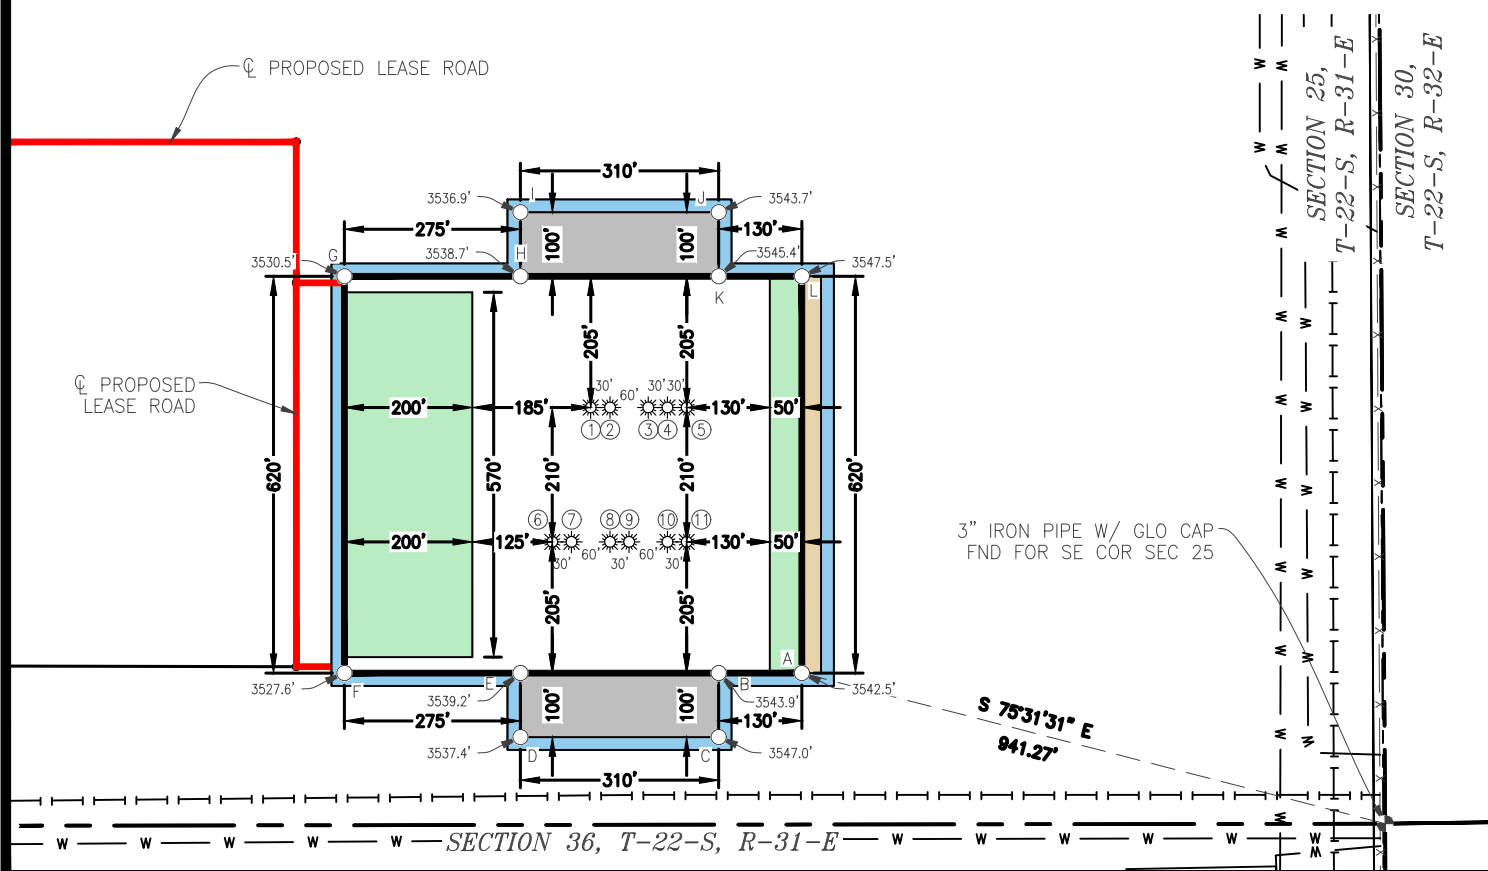 ℄ PROPOSED LEASE ROAD
SECTION 25,
T-22-S, R-31-E
SECTION 30,
T-22-S, R-32-E
310'
3536.9'
I
J
3543.7'
275'
100'
100'
130'
G
H
3530.5'
3538.7'
3545.4'
3547.5'
K
L
205'
205'
℄ PROPOSED
LEASE ROAD
30'
60'
30'
30'
200'
185'
130'
50'
1
2
3
4
5
620'
570'
210'
210'
620'
6
7
8
9
10
11
200'
125'
130'
50'
30'
60'
30'
60'
30'
3" IRON PIPE W/ GLO CAP
FND FOR SE COR SEC 25
205'
205'
A
F
E
B
3527.6'
3539.2'
3543.9'
3542.5'
275'
100'
100'
130'
3537.4'
D
C
3547.0'
310'
S 75°31'31" E
941.27'
W W W W W SECTION 36, T-22-S, R-31-E W W W W W W W
W W W W W W W W
W W W W W W W W